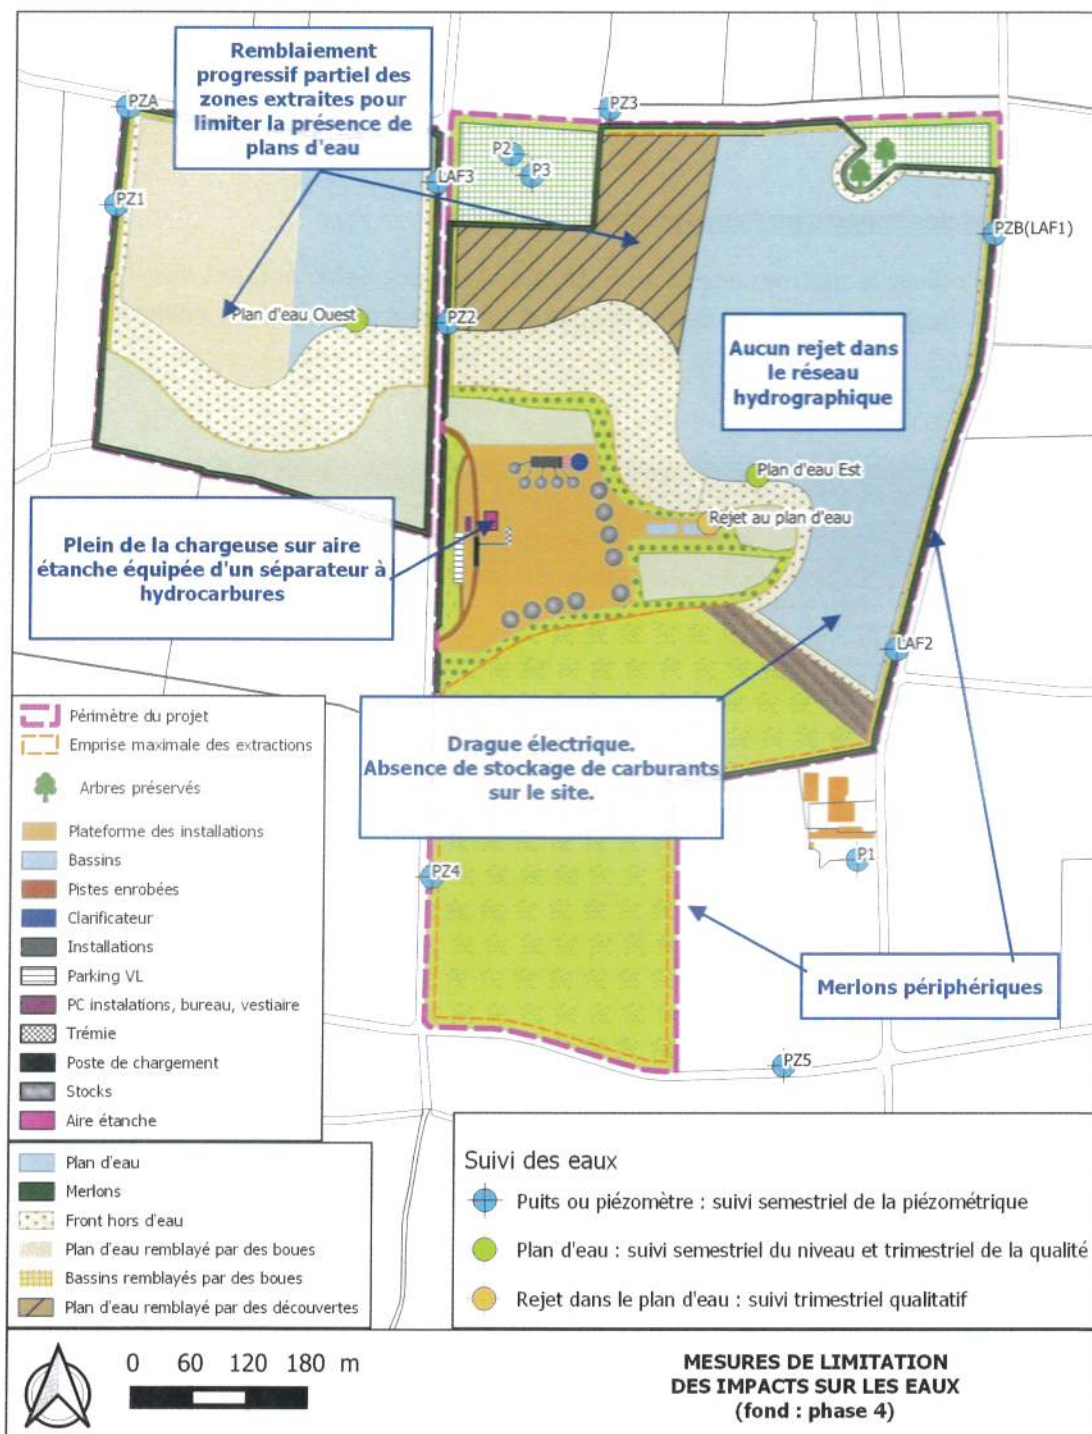 Remblaiement
progressif partiel des
zones extraites pour
limiter la présence de
plans d'eau
PZA
PZ3
P2
P3
LAF3
PZ1
PZB(LAF1)
Plan d'eau Ouest
PZ2
Aucun rejet dans
le réseau
hydrographique
Plan d'eau Est
Rejet au plan d'eau
Plein de la chargeuse sur aire
étanche équipée d'un séparateur à
hydrocarbures
LAF2
Drague électrique.
Absence de stockage de carburants
sur le site.
P1
PZ4
Merlons périphériques
PZ5
Périmètre du projet
Emprise maximale des extractions
Arbres préservés
Plateforme des installations
Bassins
Pistes enrobées
Clarificateur
Installations
Parking VL
PC instalations, bureau, vestiaire
Trémie
Poste de chargement
Stocks
Aire étanche
Plan d'eau
Merlons
Front hors d'eau
Plan d'eau remblayé par des boues
Bassins remblayés par des boues
Plan d'eau remblayé par des découvertes
Suivi des eaux
Puits ou piézomètre : suivi semestriel de la piézométrique
Plan d'eau : suivi semestriel du niveau et trimestriel de la qualité
Rejet dans le plan d'eau : suivi trimestriel qualitatif
0 60 120 180 m
MESURES DE LIMITATION
DES IMPACTS SUR LES EAUX
(fond : phase 4)